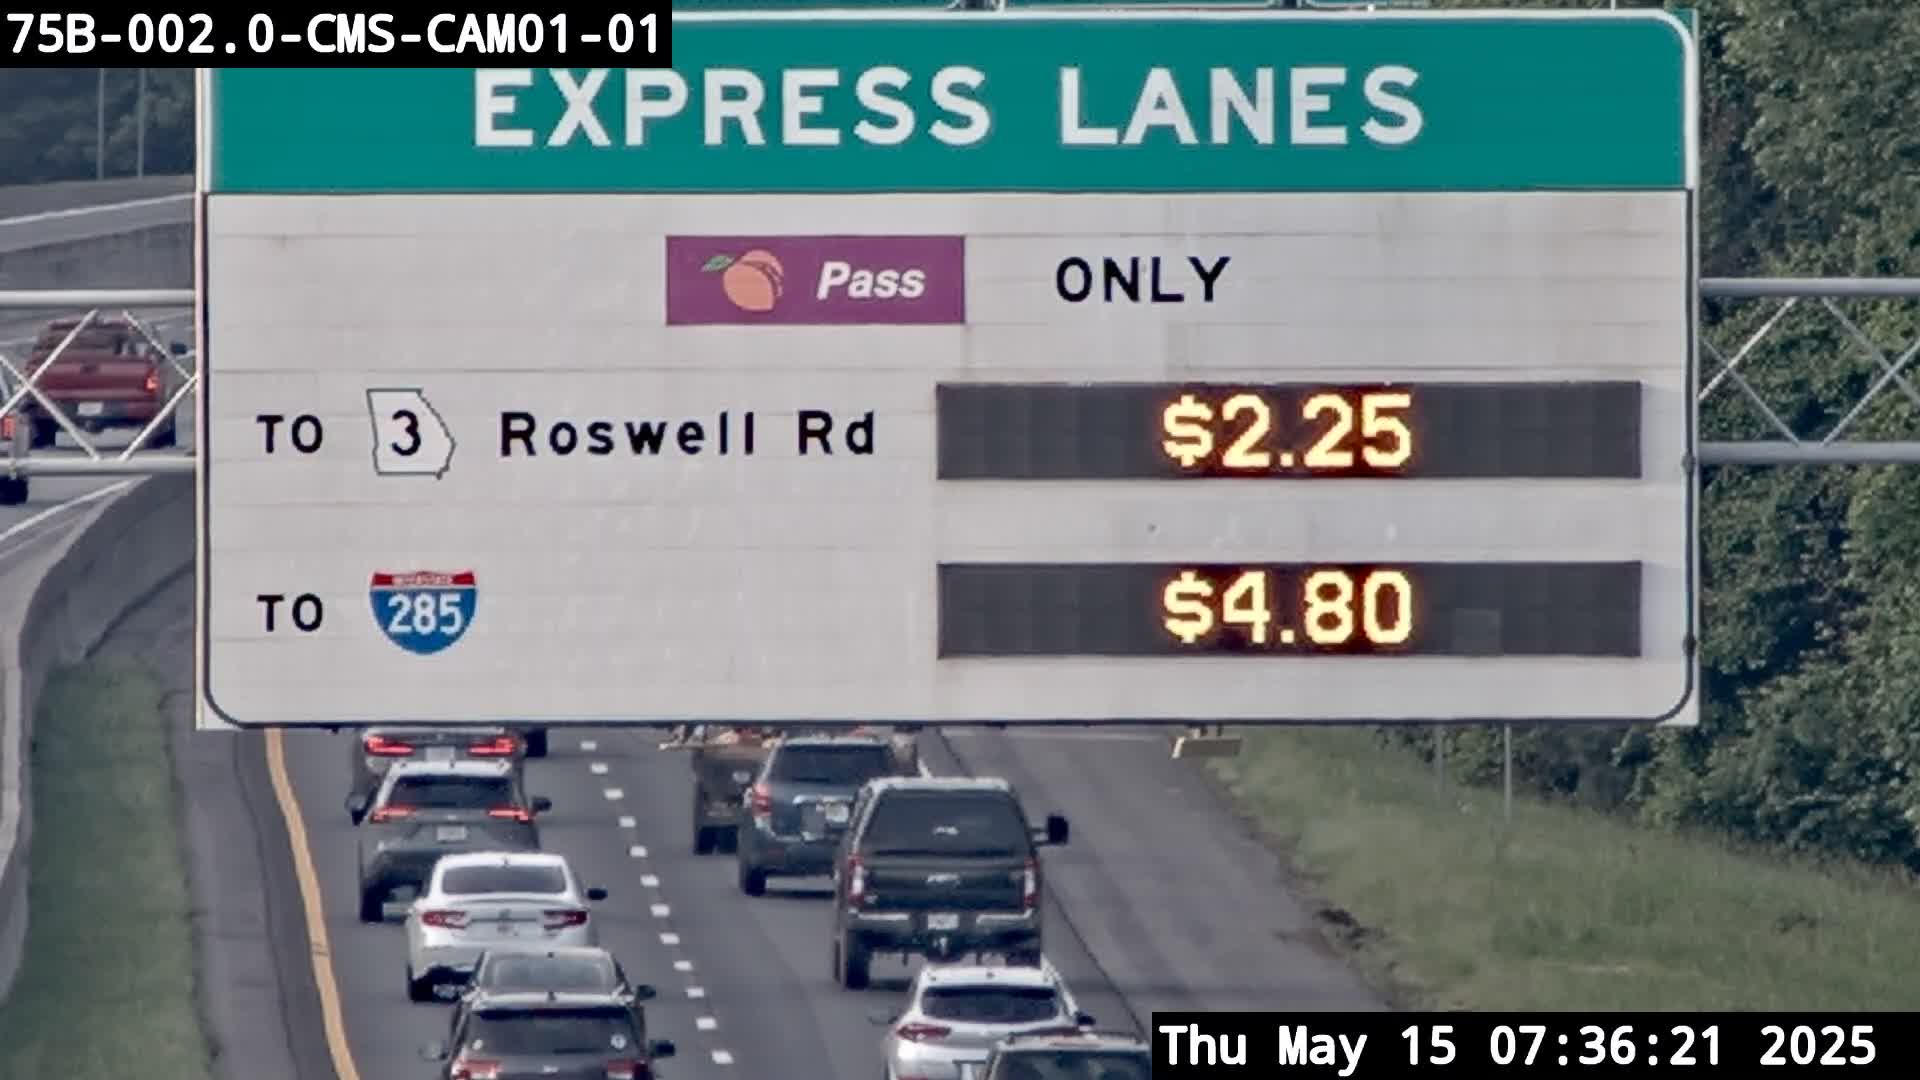 75B-002.0-CMS-CAM01-01
EXPRESS LANES
Pass ONLY
TO 3 Roswell Rd $2.25
TO INTERSTATE 285 $4.80
Thu May 15 07:36:21 2025